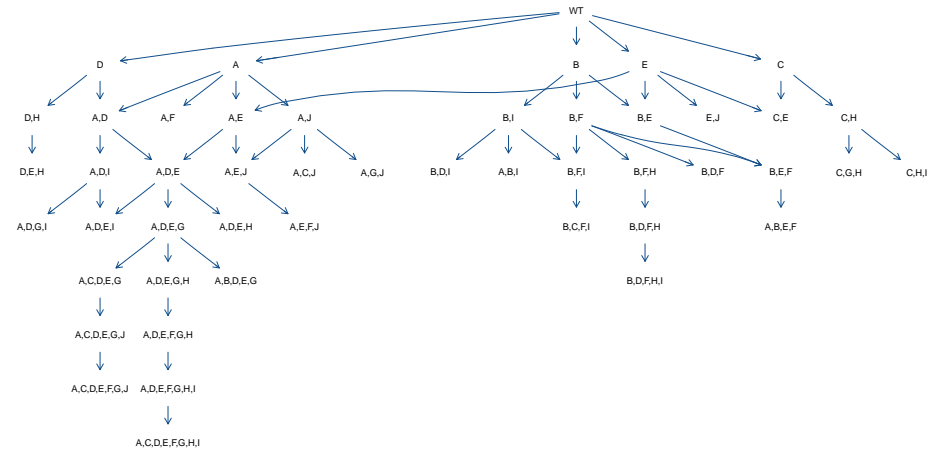 WT
D A B E C
D,H A,D A,F A,E A,J B,I B,F B,E E,J C,E C,H
D,E,H A,D,I A,D,E A,E,J A,C,J A,G,J B,D,I A,B,I B,F,I B,F,H B,D,F B,E,F C,G,H C,H,I
A,D,G,I A,D,E,I A,D,E,G A,D,E,H A,E,F,J B,C,F,I B,D,F,H A,B,E,F
A,C,D,E,G A,D,E,G,H A,B,D,E,G B,D,F,H,I
A,C,D,E,G,J A,D,E,F,G,H
A,C,D,E,F,G,J A,D,E,F,G,H,I
A,C,D,E,F,G,H,I